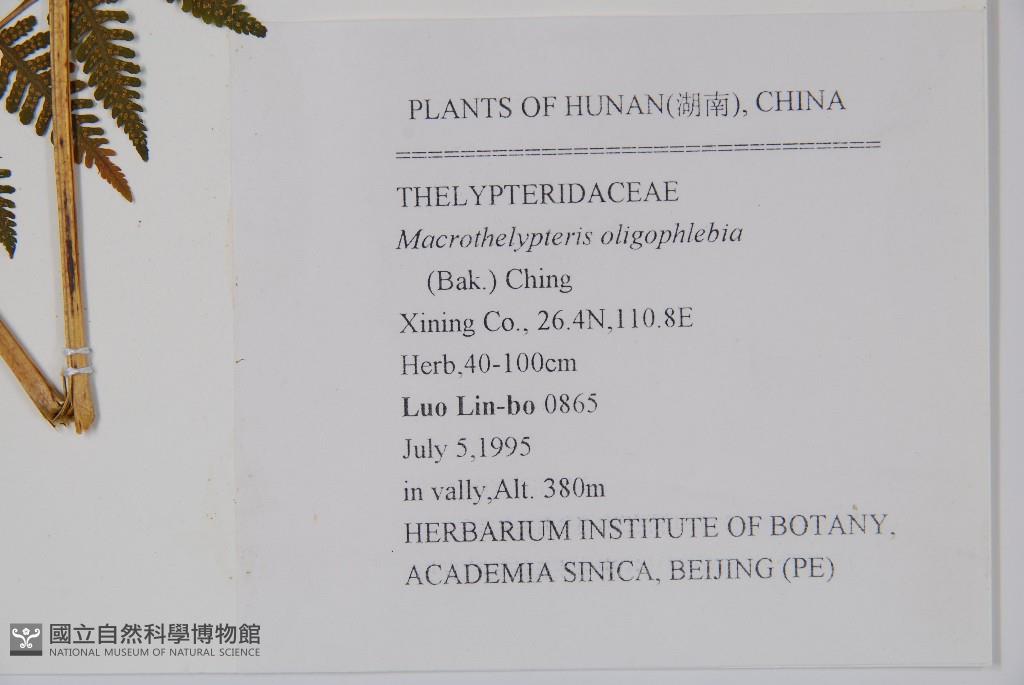 PLANTS OF HUNAN(湖南), CHINA
==============================
THELYPTERIDACEAE
Macrothelypteris oligophlebia
(Bak.) Ching
Xining Co., 26.4N,110.8E
Herb,40-100cm
Luo Lin-bo 0865
July 5,1995
in vally,Alt. 380m
HERBARIUM INSTITUTE OF BOTANY,
ACADEMIA SINICA, BEIJING (PE)
國立自然科學博物館
NATIONAL MUSEUM OF NATURAL SCIENCE